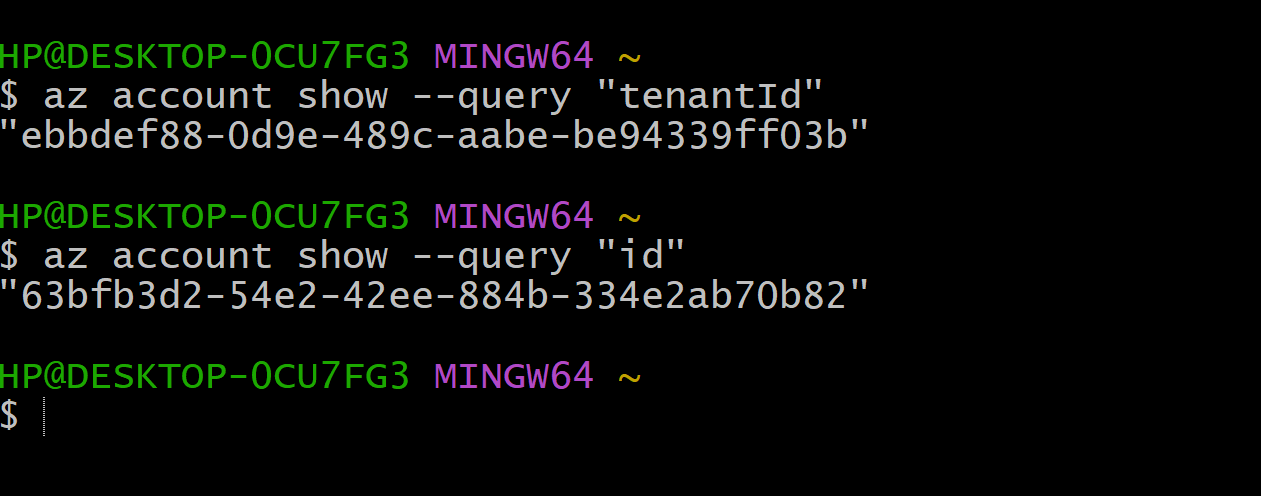 HP@DESKTOP-0CU7FG3 MINGW64 ~
$ az account show --query "tenantId"
"ebbdef88-0d9e-489c-aabe-be94339ff03b"
HP@DESKTOP-0CU7FG3 MINGW64 ~
$ az account show --query "id"
"63bfb3d2-54e2-42ee-884b-334e2ab70b82"
HP@DESKTOP-0CU7FG3 MINGW64 ~
$